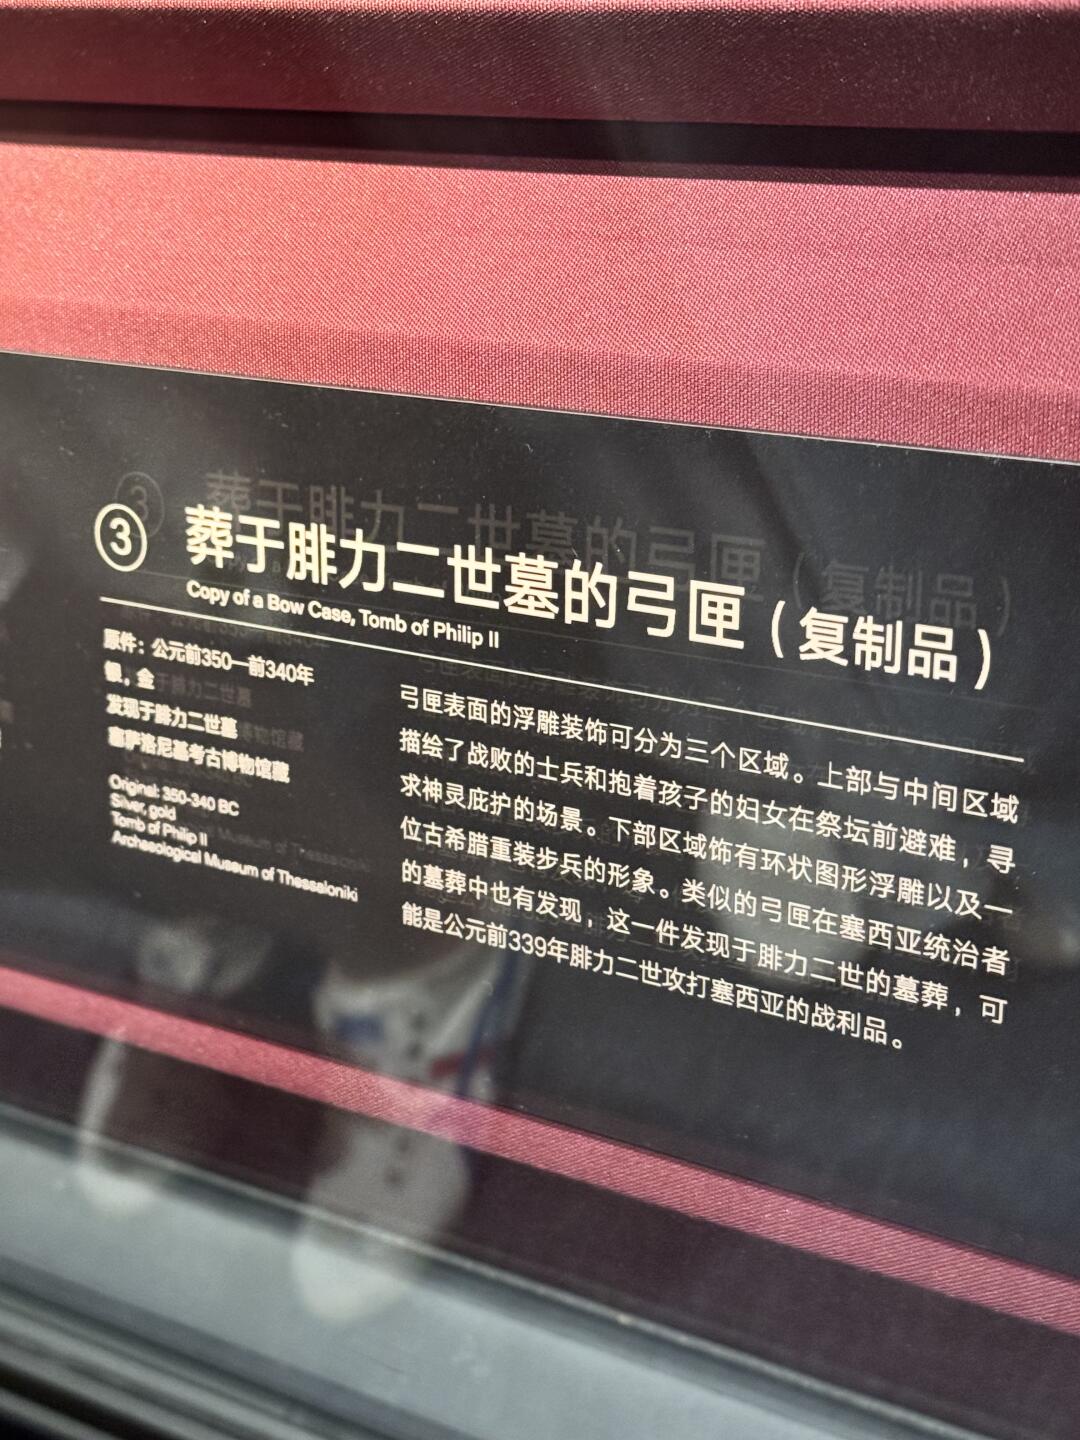 ③ 葬于腓力二世墓的弓匣（复制品）
Copy of a Bow Case, Tomb of Philip II
原件：公元前350—前340年
银，金
发现于腓力二世墓
塞萨洛尼基考古博物馆藏
Original: 350-340 BC
Silver, gold
Tomb of Philip II
Archaeological Museum of Thessaloniki
弓匣表面的浮雕装饰可分为三个区域。上部与中间区域
描绘了战败的士兵和抱着孩子的妇女在祭坛前避难，寻
求神灵庇护的场景。下部区域饰有环状图形浮雕以及一
位古希腊重装步兵的形象。类似的弓匣在塞西亚统治者
的墓葬中也有发现，这一件发现于腓力二世的墓葬，可
能是公元前339年腓力二世攻打塞西亚的战利品。